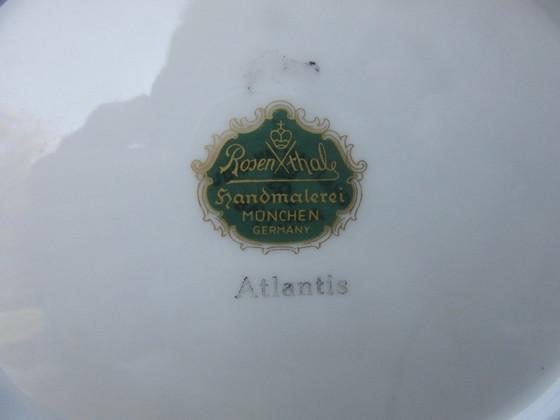 Rosenthal
Handmalerei
MÜNCHEN
GERMANY
Atlantis